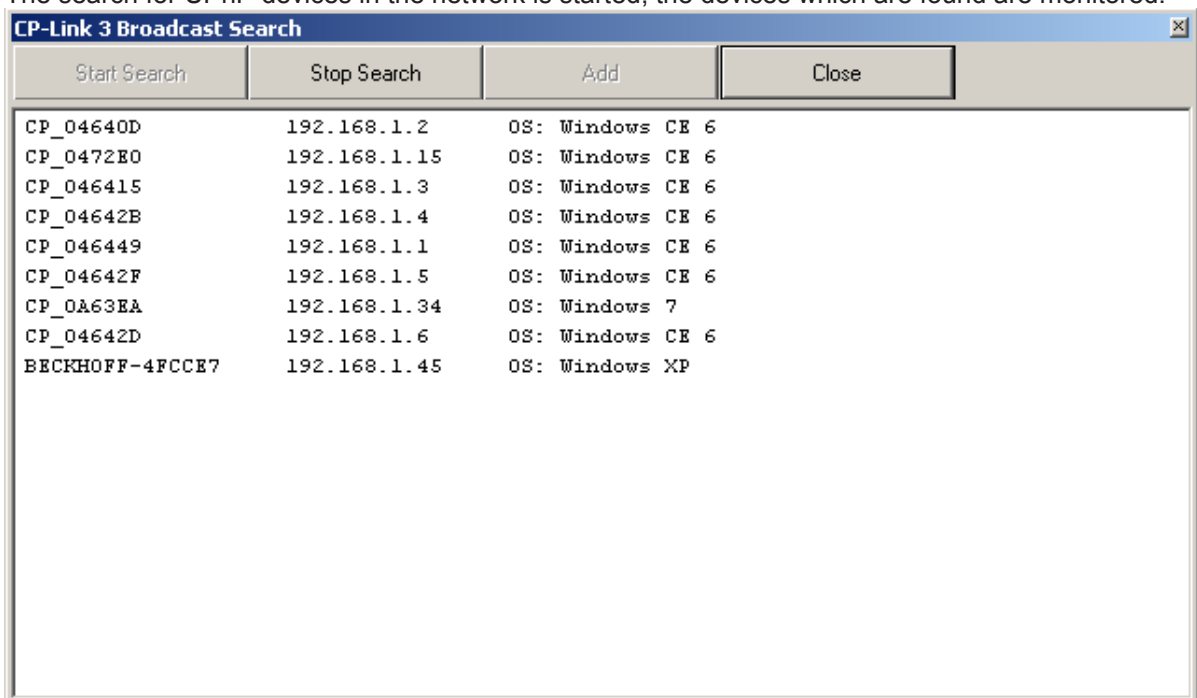 CP-Link 3 Broadcast Search
Start Search Stop Search Add Close
CP_04640D 192.168.1.2 OS: Windows CE 6
CP_0472E0 192.168.1.15 OS: Windows CE 6
CP_046415 192.168.1.3 OS: Windows CE 6
CP_04642B 192.168.1.4 OS: Windows CE 6
CP_046449 192.168.1.1 OS: Windows CE 6
CP_04642F 192.168.1.5 OS: Windows CE 6
CP_0A63EA 192.168.1.34 OS: Windows 7
CP_04642D 192.168.1.6 OS: Windows CE 6
BECKHOFF-4FCCE7 192.168.1.45 OS: Windows XP